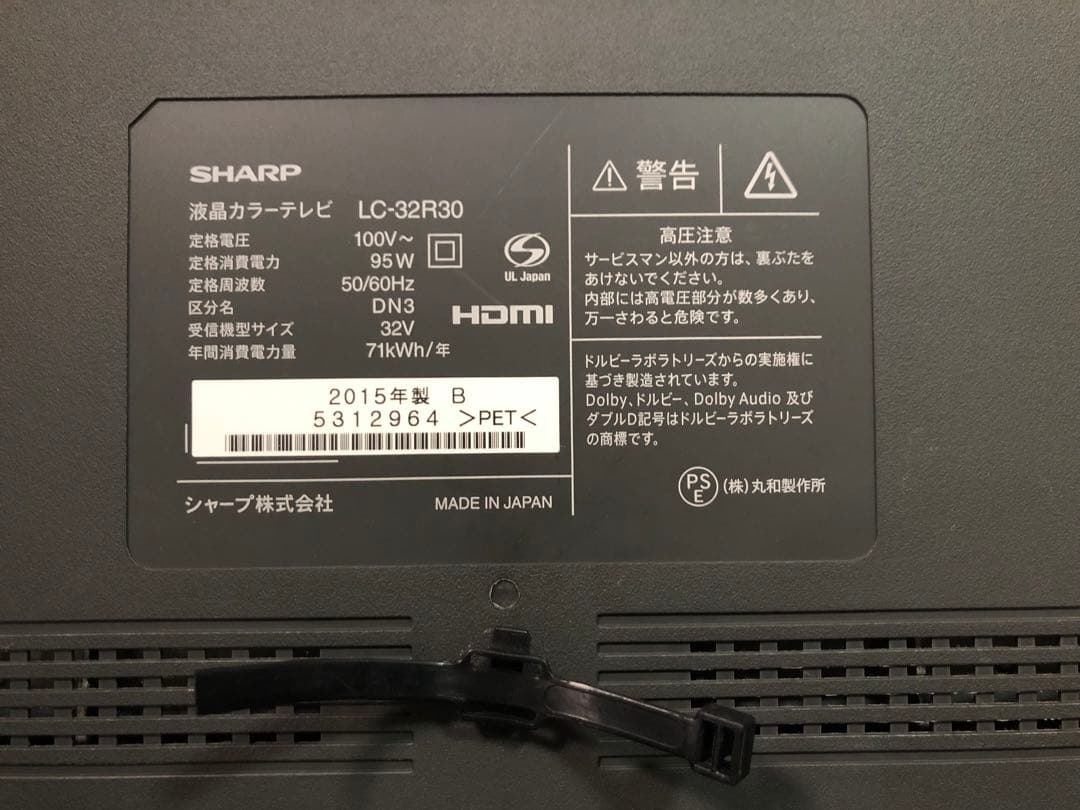 SHARP
液晶カラーテレビ LC-32R30
定格電圧 100V~
定格消費電力 95W
定格周波数 50/60Hz
区分名 DN3
受信機型サイズ 32V
年間消費電力量 71kWh/年
S
UL Japan
HDMI
2015年製 B
5312964 >PET<
シャープ株式会社
MADE IN JAPAN
警告
高圧注意
サービスマン以外の方は、裏ぶたを
あけないでください。
内部には高電圧部分が数多くあり、
万一さわると危険です。
ドルビーラボラトリーズからの実施権に
基づき製造されています。
Dolby、ドルビー、Dolby Audio 及び
ダブルD記号はドルビーラボラトリーズ
の商標です。
PS
E
(株)丸和製作所